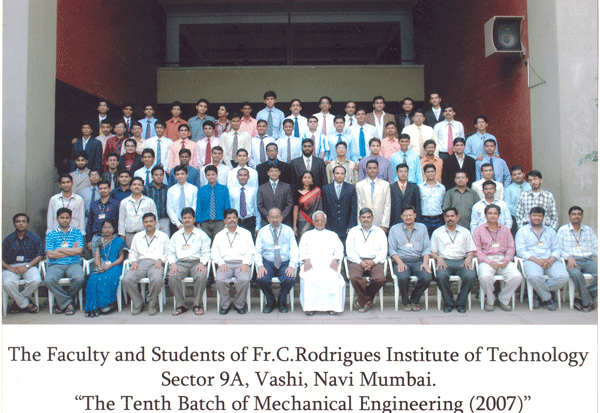 The Faculty and Students of Fr.C.Rodrigues Institute of Technology
Sector 9A, Vashi, Navi Mumbai.
“The Tenth Batch of Mechanical Engineering (2007)”